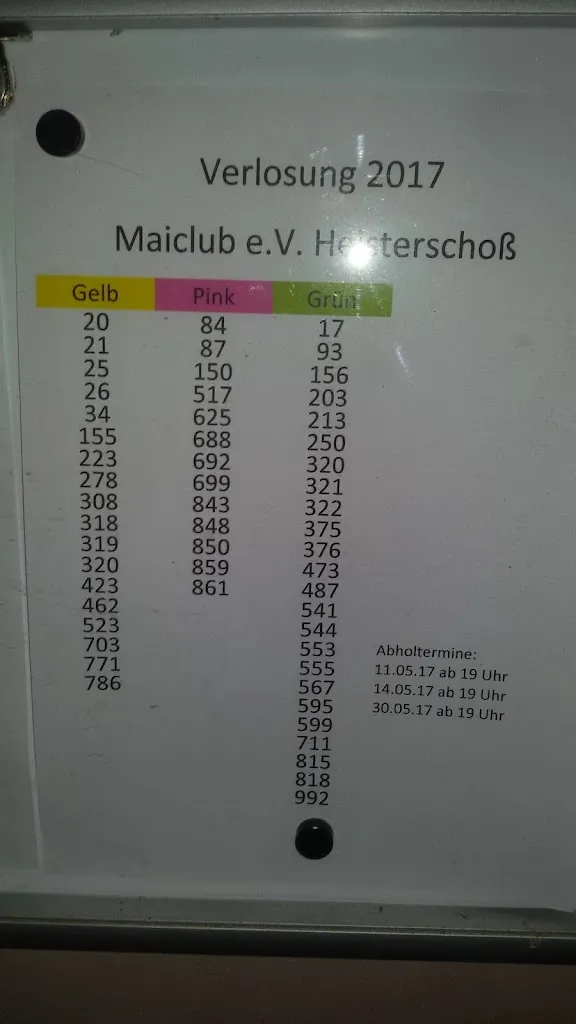 Verlosung 2017
Maiclub e.V. Heisterschoß
Gelb Pink Grün
20 84 17
21 87 93
25 150 156
26 517 203
34 625 213
155 688 250
223 692 320
278 699 321
308 843 322
318 848 375
319 850 376
320 859 473
423 861 487
462 541
523 544
703 553
771 555
786 567
595
599
711
815
818
992
Abholtermine:
11.05.17 ab 19 Uhr
14.05.17 ab 19 Uhr
30.05.17 ab 19 Uhr